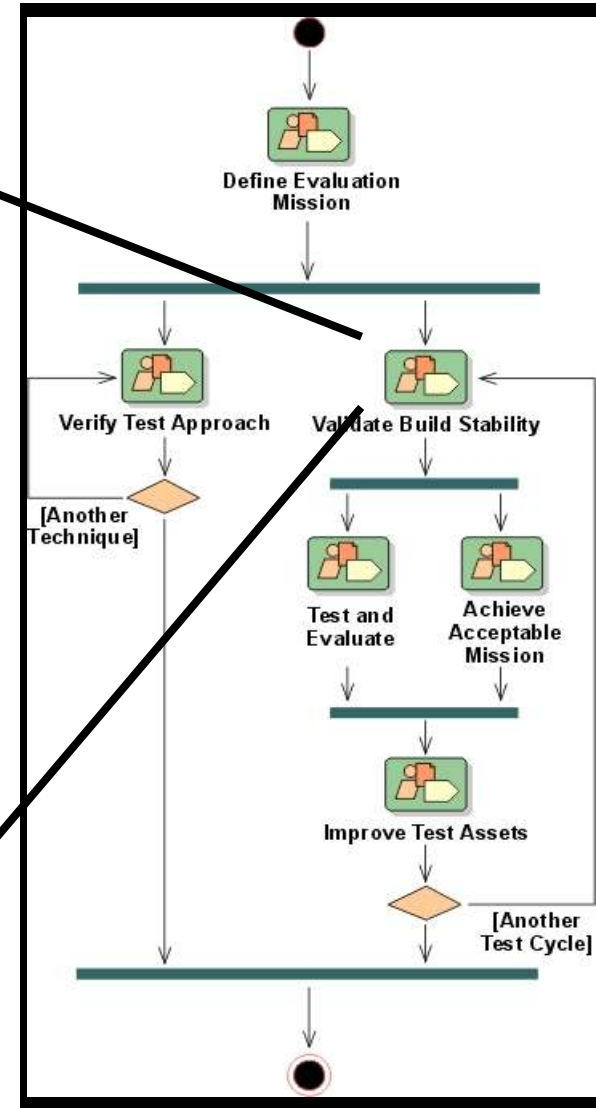 Define Evaluation
Mission
Verify Test Approach
Validate Build Stability
[Another
Technique]
Test and
Evaluate
Achieve
Acceptable
Mission
Improve Test Assets
[Another
Test Cycle]